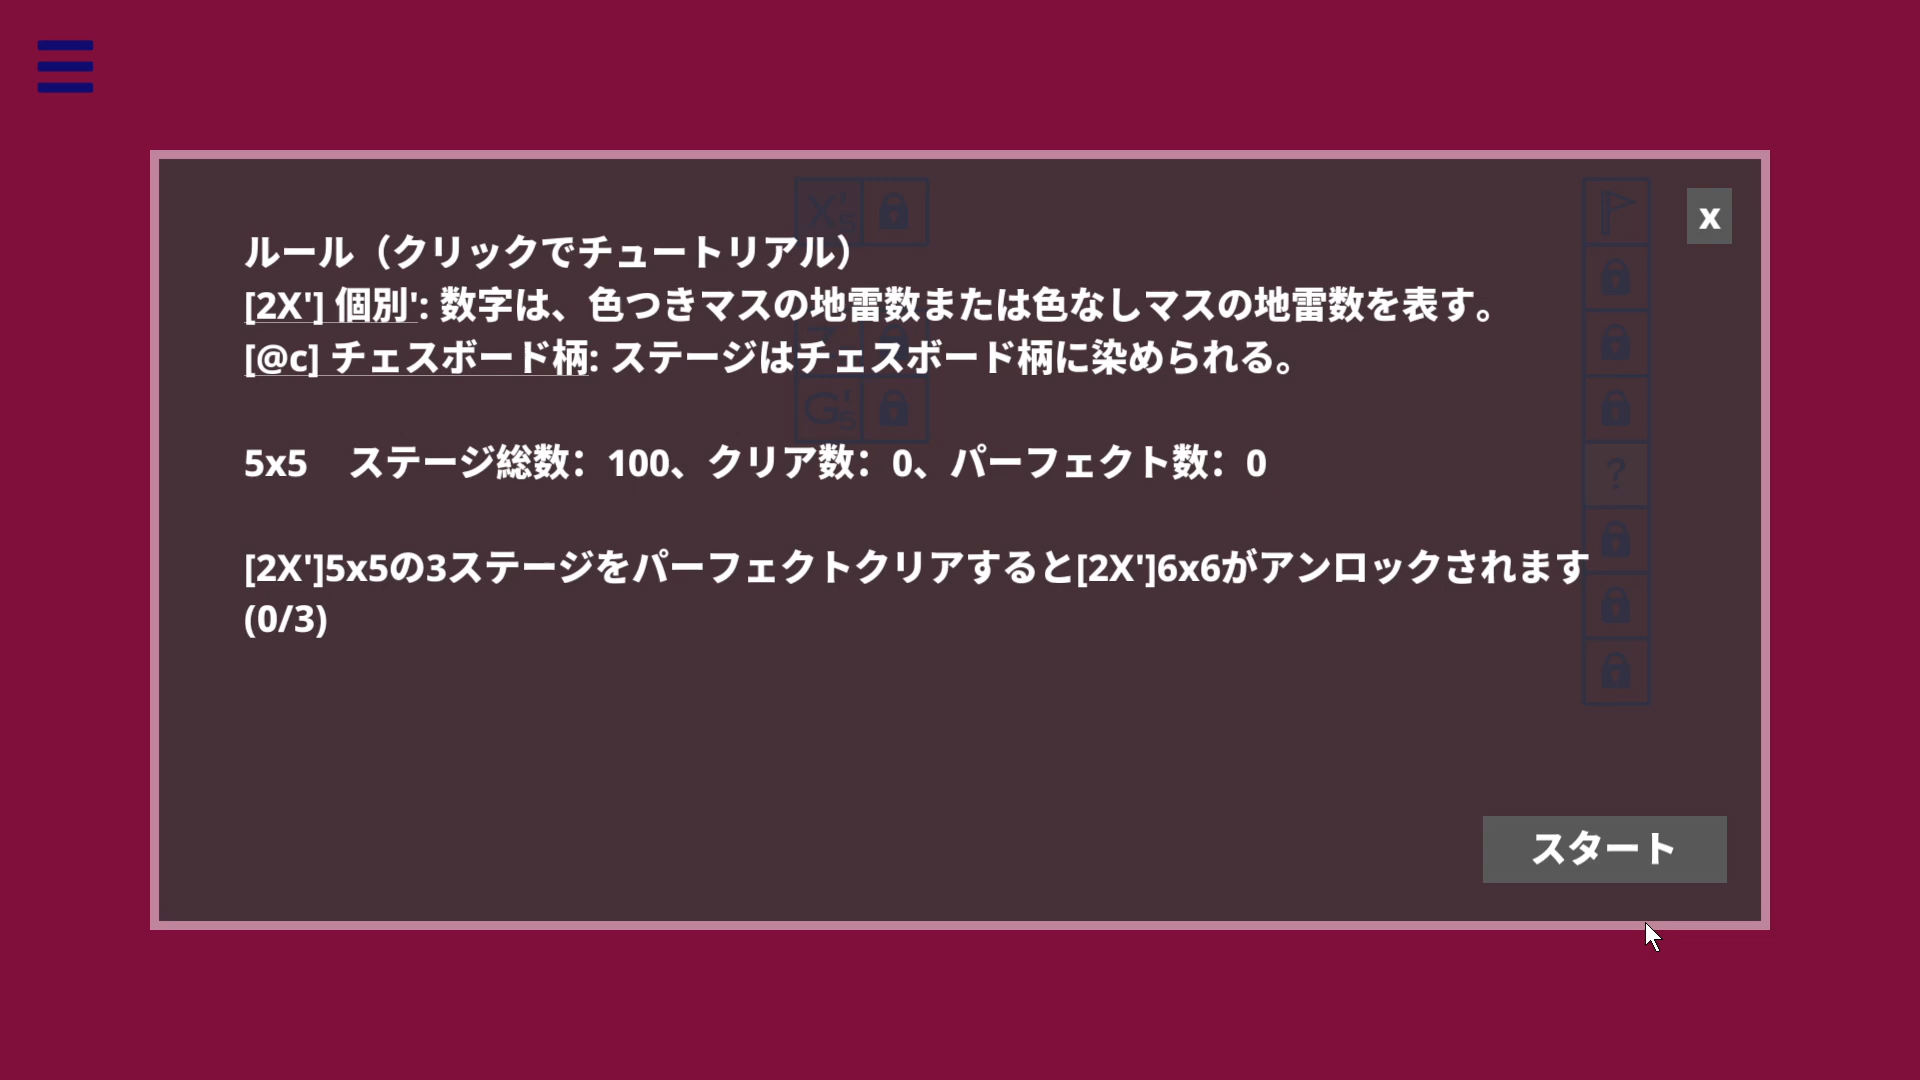 x
ルール（クリックでチュートリアル）
[2X'] 個別': 数字は、色つきマスの地雷数または色なしマスの地雷数を表す。
[@c] チェスボード柄: ステージはチェスボード柄に染められる。
5x5　ステージ総数：100、クリア数：0、パーフェクト数：0
[2X']5x5の3ステージをパーフェクトクリアすると[2X']6x6がアンロックされます
(0/3)
スタート
X'5
G'5
?